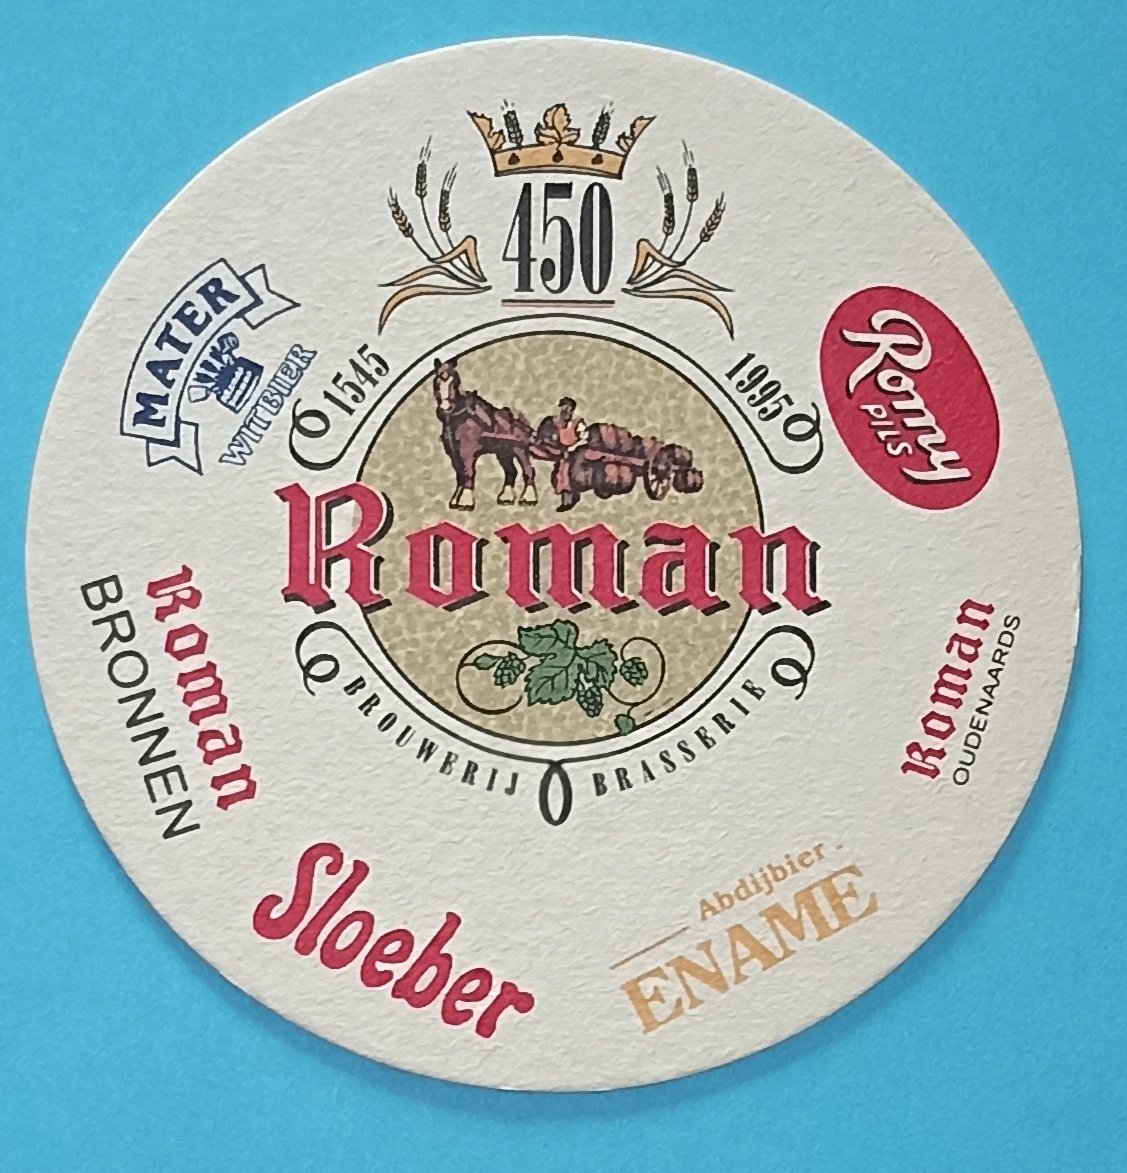 450
1545
1995
Roman
BROUWERIJ BRASSERIE
MATER
WITBIER
Romy
PILS
Roman
BRONNEN
Roman
OUDENAARDS
Sloeber
Abdijbier
ENAME